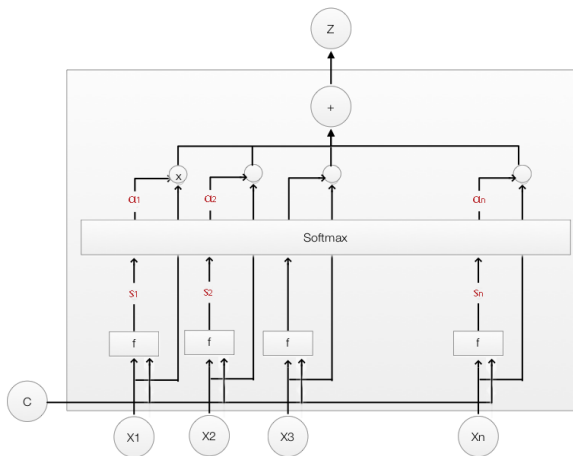 Z
+
x
α1
α2
αn
Softmax
s1
s2
sn
f
f
f
f
C
X1
X2
X3
Xn